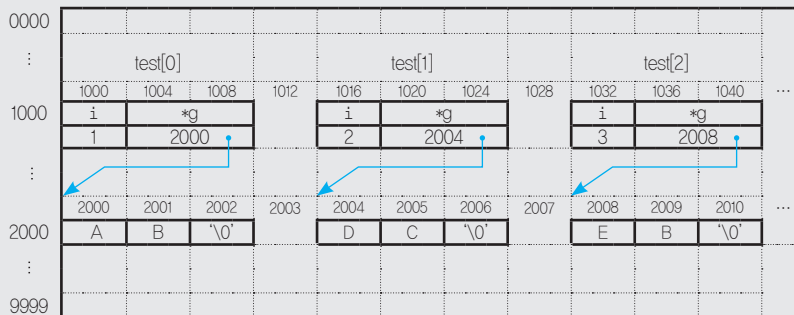 0000
⋮ test[0] test[1] test[2]
1000 1004 1008 1012 1016 1020 1024 1028 1032 1036 1040 ...
1000 i *g i *g i *g
1 2000 2 2004 3 2008
⋮
2000 2001 2002 2003 2004 2005 2006 2007 2008 2009 2010 ...
2000 A B '\0' D C '\0' E B '\0'
⋮
9999